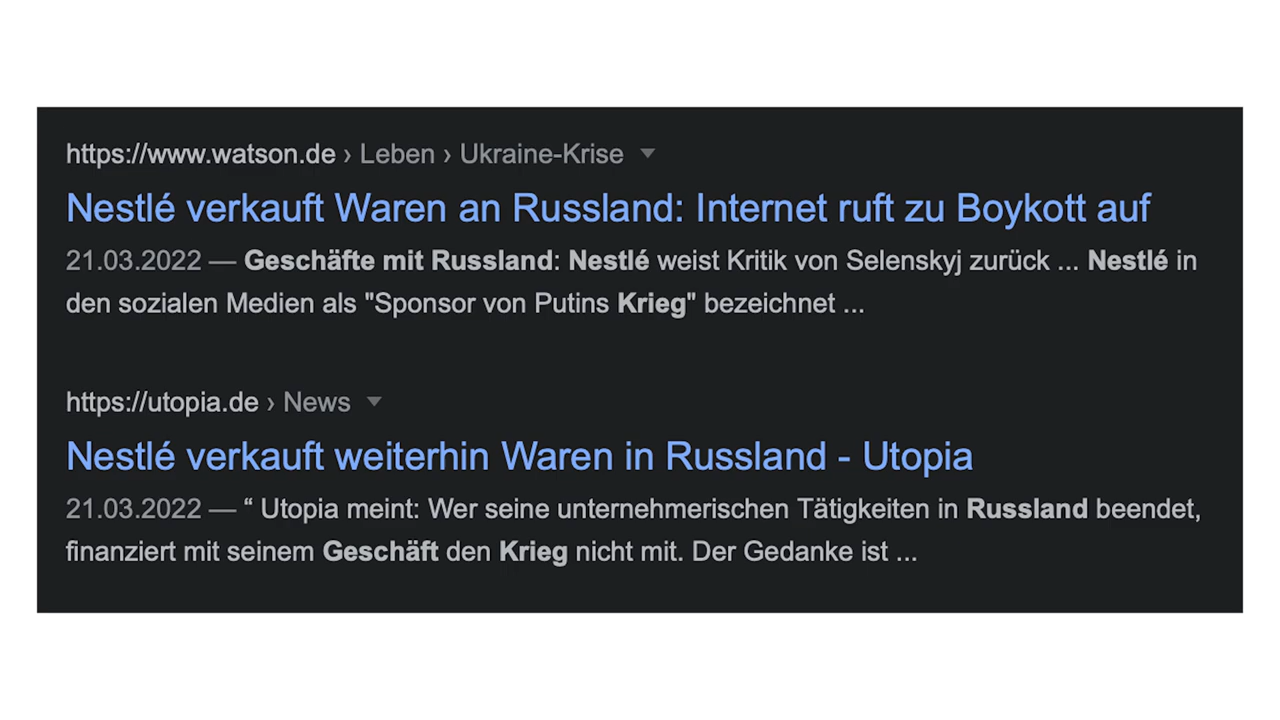 https://www.watson.de › Leben › Ukraine-Krise
Nestlé verkauft Waren an Russland: Internet ruft zu Boykott auf
21.03.2022 — Geschäfte mit Russland: Nestlé weist Kritik von Selenskyj zurück ... Nestlé in
den sozialen Medien als "Sponsor von Putins Krieg" bezeichnet ...
https://utopia.de › News
Nestlé verkauft weiterhin Waren in Russland - Utopia
21.03.2022 — “ Utopia meint: Wer seine unternehmerischen Tätigkeiten in Russland beendet,
finanziert mit seinem Geschäft den Krieg nicht mit. Der Gedanke ist ...